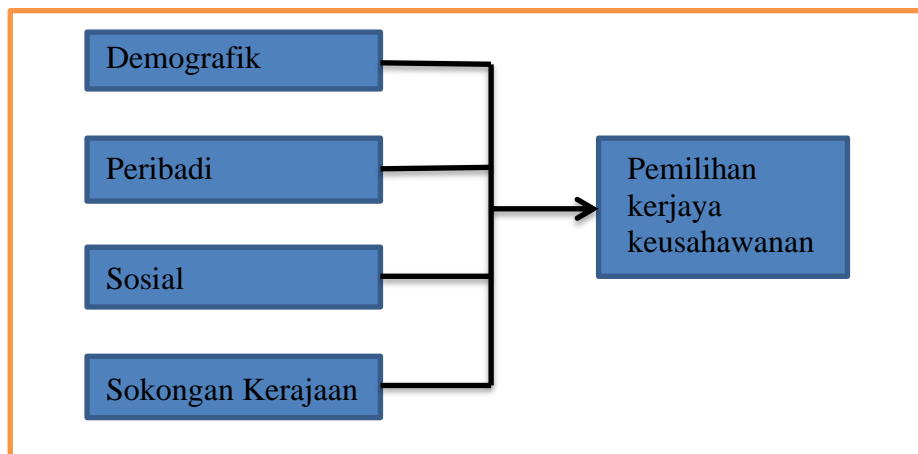 Demografik
Peribadi
Sosial
Sokongan Kerajaan
Pemilihan
kerjaya
keusahawanan